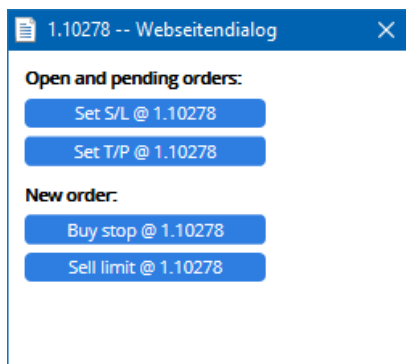 1.10278 -- Webseitendialog
Open and pending orders:
Set S/L @ 1.10278
Set T/P @ 1.10278
New order:
Buy stop @ 1.10278
Sell limit @ 1.10278